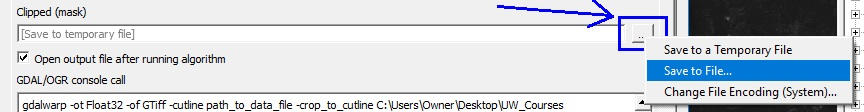 Clipped (mask)
[Save to temporary file]
...
Save to a Temporary File
Open output file after running algorithm
Save to File...
GDAL/OGR console call
Change File Encoding (System)...
gdalwarp -ot Float32 -of GTiff -cutline path_to_data_file -crop_to_cutline C:\Users\Owner\Desktop\UW_Courses